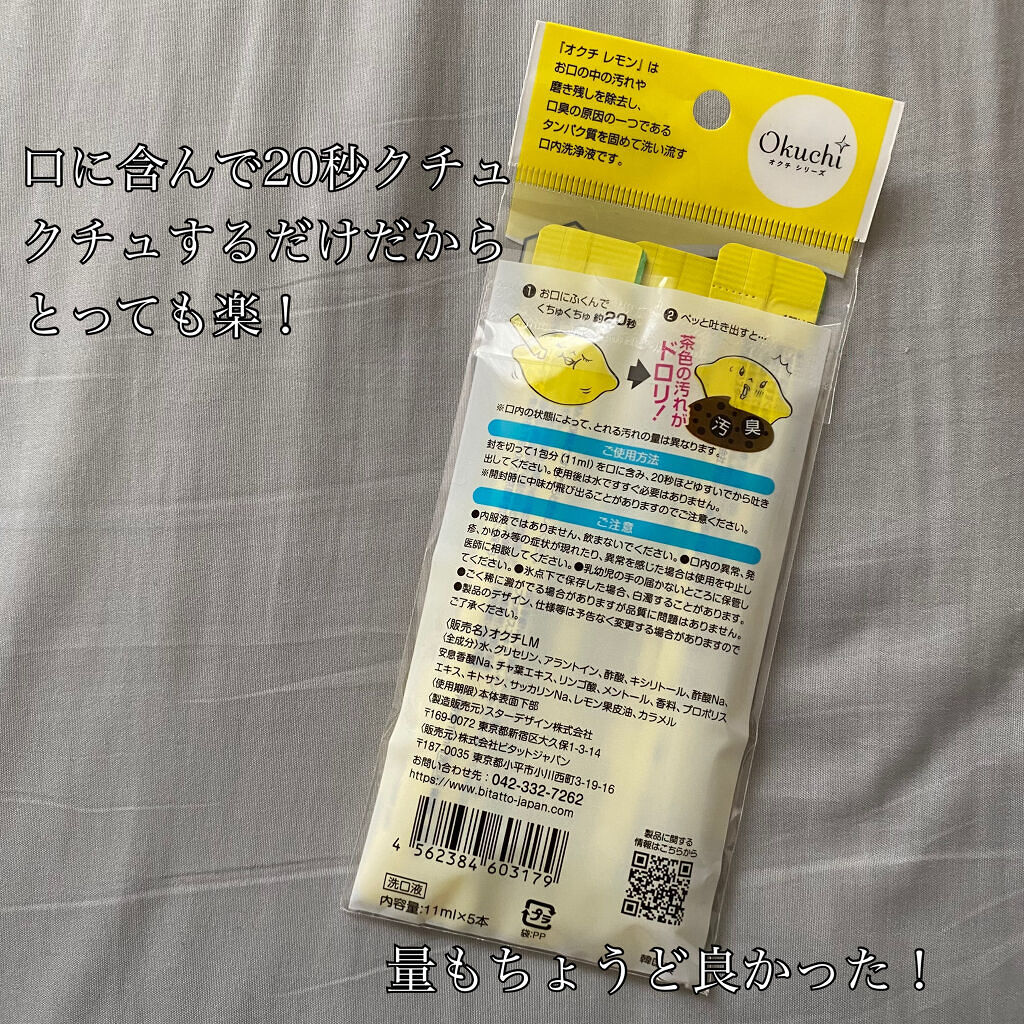 口に含んで20秒クチュ
クチュするだけだから
とっても楽！
『オクチ レモン』は
お口の中の汚れや
磨き残しを除去し、
口臭の原因の一つである
タンパク質を固めて洗い流す
口内洗浄液です。
Okuchi
オクチ シリーズ
1 お口にふくんで
くちゅくちゅ 約20秒
2 ペッと吐き出すと…
茶色の汚れが
ドロリ！
汚 臭
※口内の状態によって、とれる汚れの量は異なります。
ご使用方法
封を切って1包分(11ml)を口に含み、20秒ほどゆすいでから吐き
出してください。使用後は水ですすぐ必要はありません。
※開封時に中味が飛び出ることがありますのでご注意ください。
ご注意
●内服液ではありません、飲まないでください。●口内の異常、発
疹、かゆみ等の症状が現れたり、異常を感じた場合は使用を中止し
医師に相談してください。●乳幼児の手の届かないところに保管し
てください。●氷点下で保存した場合、白濁することがあります。
●ごく稀に澱がでる場合がありますが品質に問題はありません。
●製品のデザイン、仕様等は予告なく変更する場合がありますので
ご了承ください。
〈販売名〉オクチLM
〈全成分〉水、グリセリン、アラントイン、酢酸、キシリトール、酢酸Na、
安息香酸Na、チャ葉エキス、リンゴ酸、メントール、香料、プロポリス
エキス、キトサン、サッカリンNa、レモン果皮油、カラメル
〈使用期限〉本体表面下部
〈製造販売元〉スターデザイン株式会社
〒169-0072 東京都新宿区大久保1-3-14
〈販売元〉株式会社ビタットジャパン
〒187-0035 東京都小平市小川西町3-19-16
お問い合わせ先：042-332-7262
https://www.bitatto-japan.com
4 562384 603179
製品に関する
情報はこちらから
洗口液
内容量:11ml×5本
プラ
袋:PP
量もちょうど良かった！